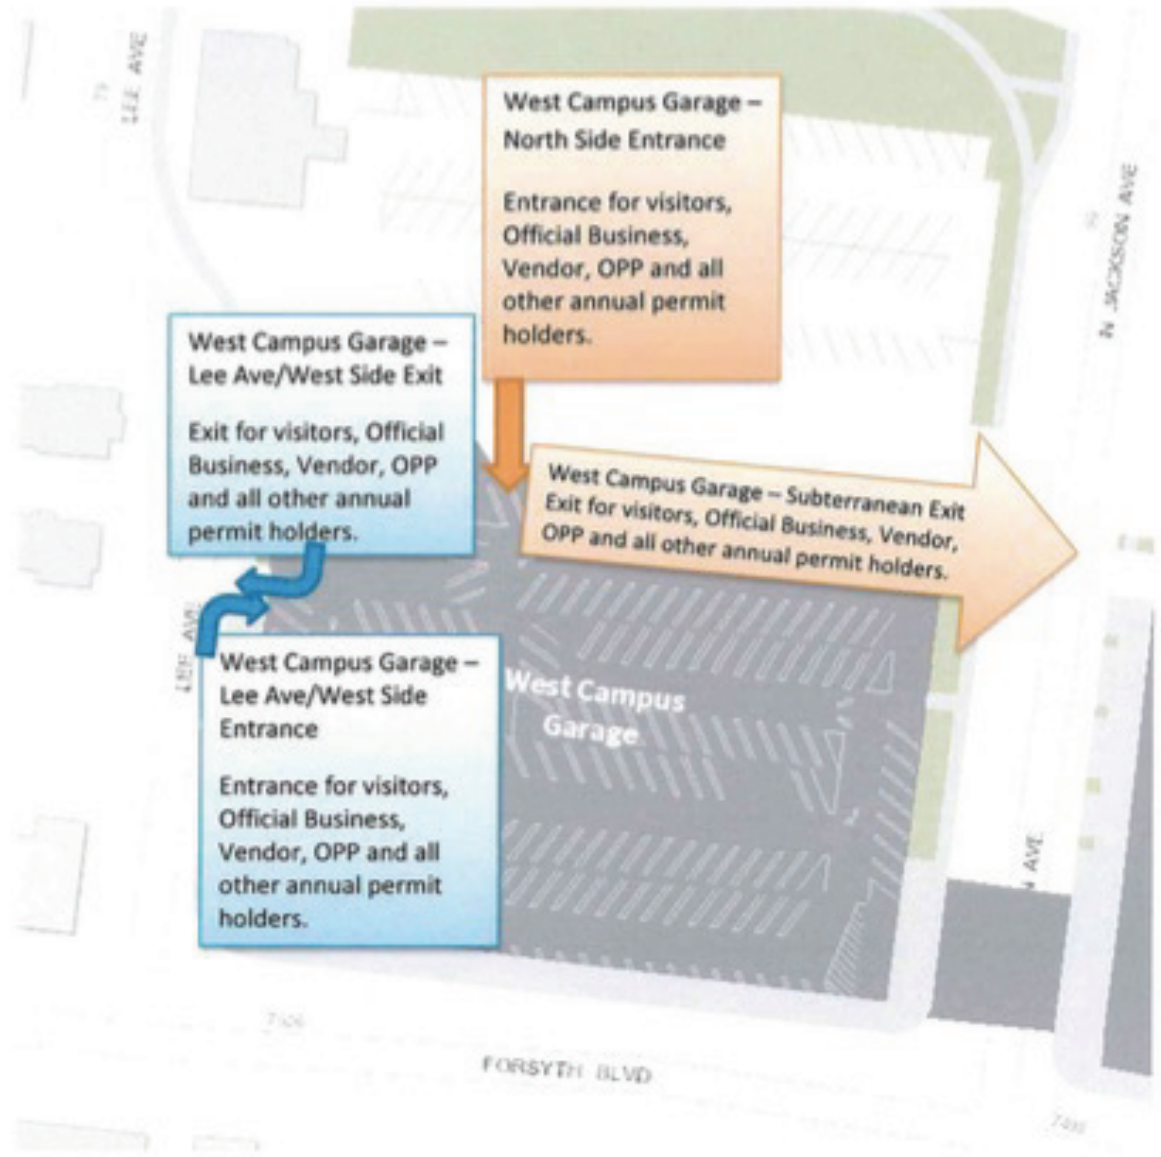 LEE AVE
West Campus Garage –
North Side Entrance
Entrance for visitors,
Official Business,
Vendor, OPP and all
other annual permit
holders.
N JACKSON AVE
West Campus Garage –
Lee Ave/West Side Exit
Exit for visitors, Official
Business, Vendor, OPP
and all other annual
permit holders.
West Campus Garage – Subterranean Exit
Exit for visitors, Official Business, Vendor,
OPP and all other annual permit holders.
LEE AVE
West Campus Garage –
Lee Ave/West Side
Entrance
Entrance for visitors,
Official Business,
Vendor, OPP and all
other annual permit
holders.
West Campus
Garage
AVE
FORSYTH BLVD